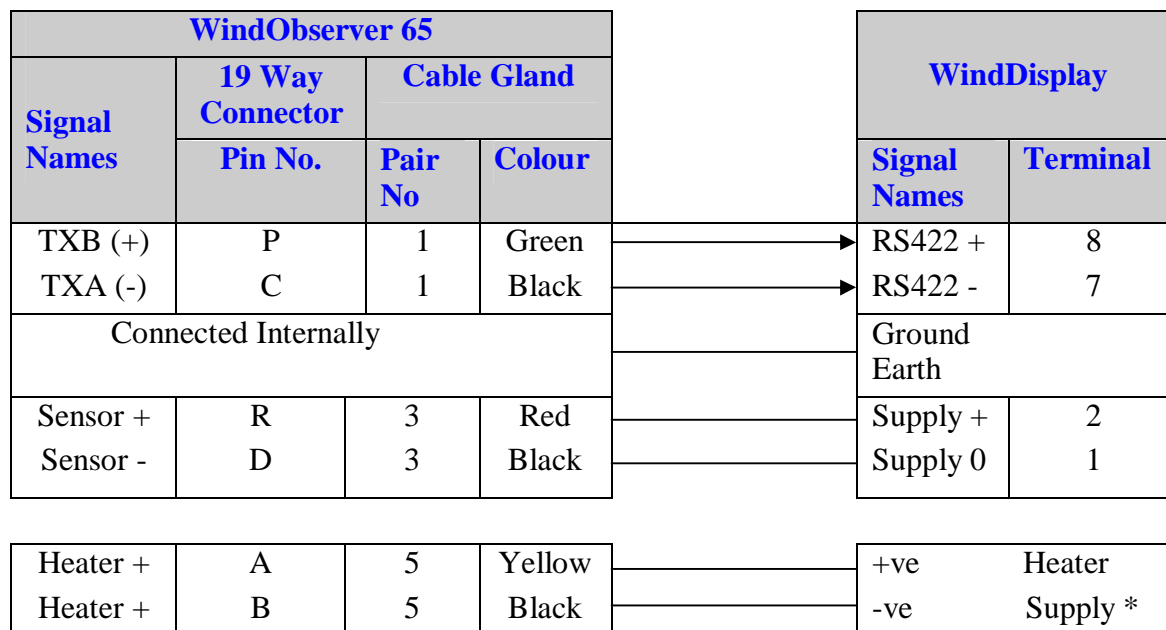 WindObserver 65
WindDisplay
Signal Names
19 Way Connector
Cable Gland
Pin No.
Pair No
Colour
Signal Names
Terminal
TXB (+) P 1 Green RS422 + 8
TXA (-) C 1 Black RS422 - 7
Connected Internally Ground
Earth
Sensor + R 3 Red Supply + 2
Sensor - D 3 Black Supply 0 1
Heater + A 5 Yellow +ve Heater
Heater + B 5 Black -ve Supply *